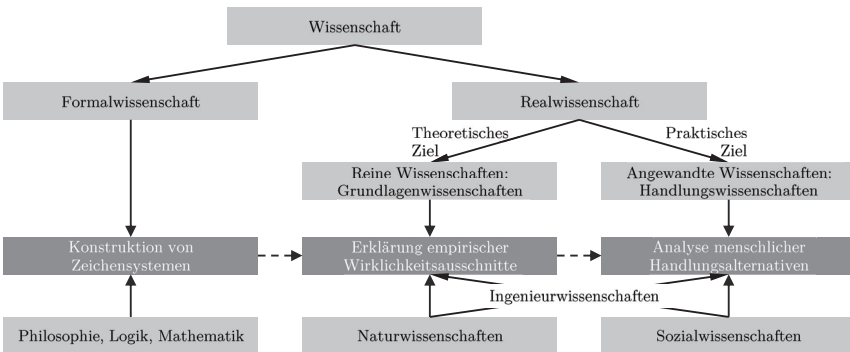 Wissenschaft
Formalwissenschaft
Realwissenschaft
Theoretisches
Ziel
Praktisches
Ziel
Reine Wissenschaften:
Grundlagenwissenschaften
Angewandte Wissenschaften:
Handlungswissenschaften
Konstruktion von
Zeichensystemen
Erklärung empirischer
Wirklichkeitsausschnitte
Analyse menschlicher
Handlungsalternativen
Ingenieurwissenschaften
Philosophie, Logik, Mathematik
Naturwissenschaften
Sozialwissenschaften